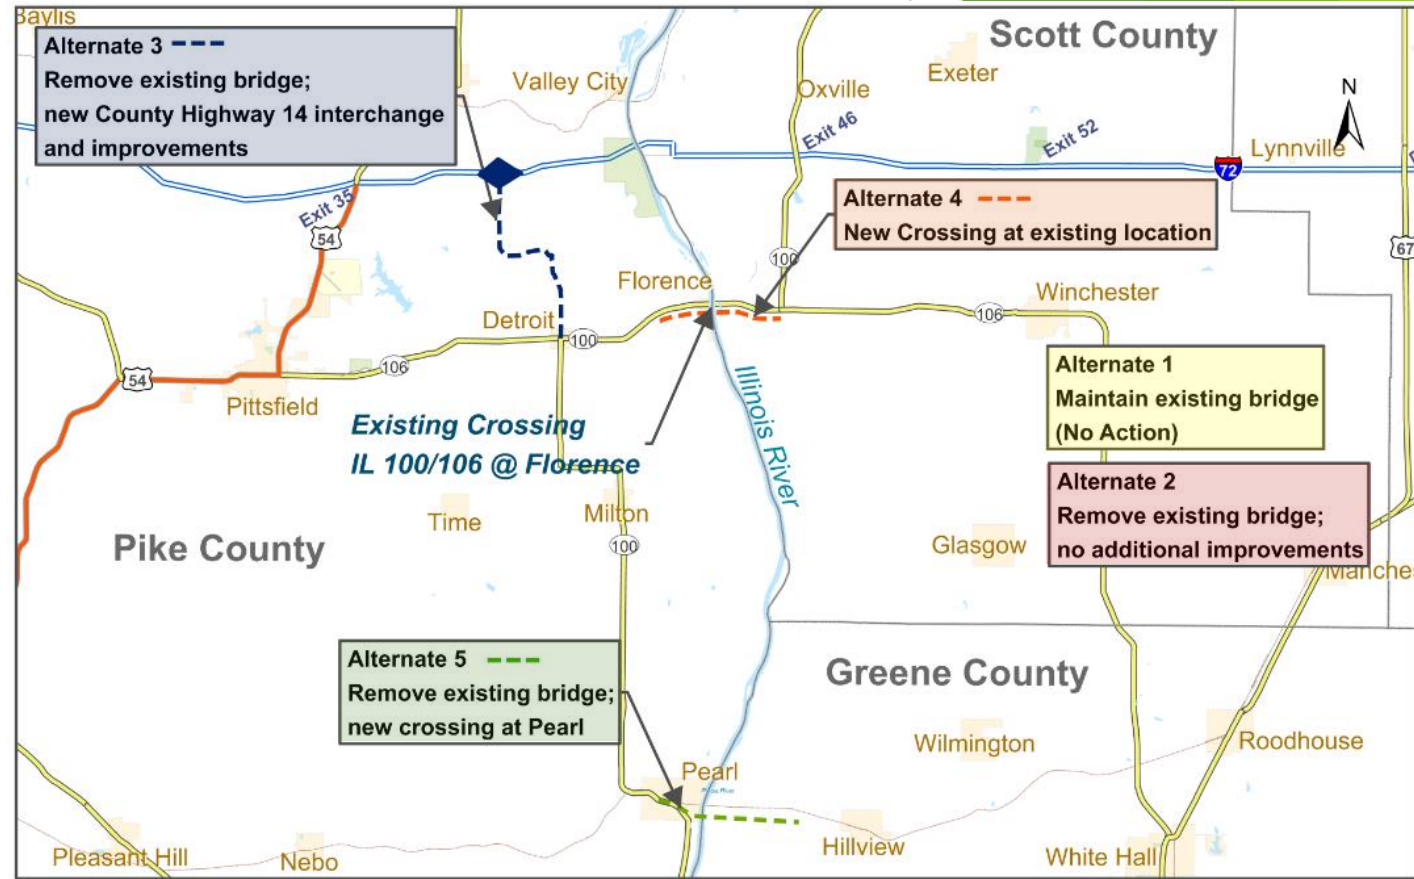 Baylis
Alternate 3
Remove existing bridge;
new County Highway 14 interchange
and improvements
Valley City
Oxville
Exeter
Scott County
N
Exit 46
Exit 52
Lynnville
72
Exit 35
54
Alternate 4
New Crossing at existing location
67
100
Florence
Winchester
Detroit
100
106
106
54
Pittsfield
Existing Crossing
IL 100/106 @ Florence
Illinois River
Alternate 1
Maintain existing bridge
(No Action)
Alternate 2
Remove existing bridge;
no additional improvements
Time
Milton
100
Glasgow
Pike County
Manches
Alternate 5
Remove existing bridge;
new crossing at Pearl
Greene County
Wilmington
Roodhouse
Pearl
Pleasant Hill
Nebo
Hillview
White Hall